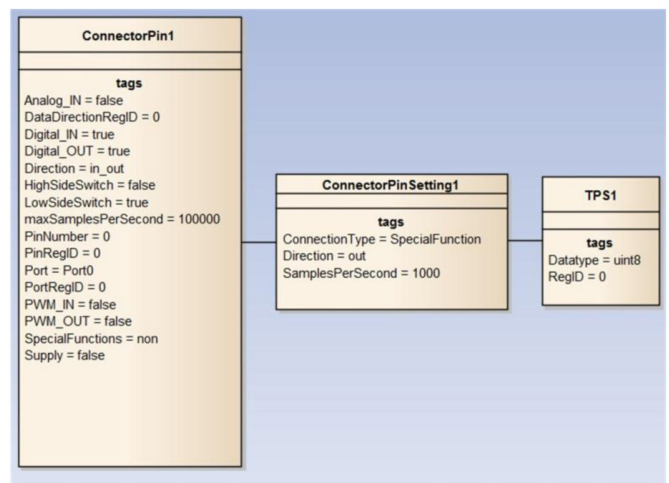 ConnectorPin1
tags
Analog_IN = false
DataDirectionRegID = 0
Digital_IN = true
Digital_OUT = true
Direction = in_out
HighSideSwitch = false
LowSideSwitch = true
maxSamplesPerSecond = 100000
PinNumber = 0
PinRegID = 0
Port = Port0
PortRegID = 0
PWM_IN = false
PWM_OUT = false
SpecialFunctions = non
Supply = false
ConnectorPinSetting1
tags
ConnectionType = SpecialFunction
Direction = out
SamplesPerSecond = 1000
TPS1
tags
Datatype = uint8
RegID = 0